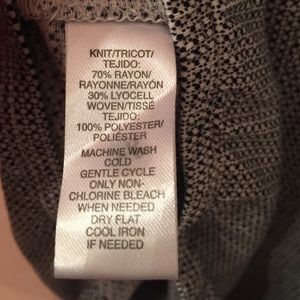 KNIT/TRICOT/
TEJIDO:
70% RAYON/
RAYONNE/RAYÓN
30% LYOCELL
WOVEN/TISSÉ
TEJIDO:
100% POLYESTER/
POLIÉSTER
MACHINE WASH
COLD
GENTLE CYCLE
ONLY NON-
CHLORINE BLEACH
WHEN NEEDED
DRY FLAT
COOL IRON
IF NEEDED